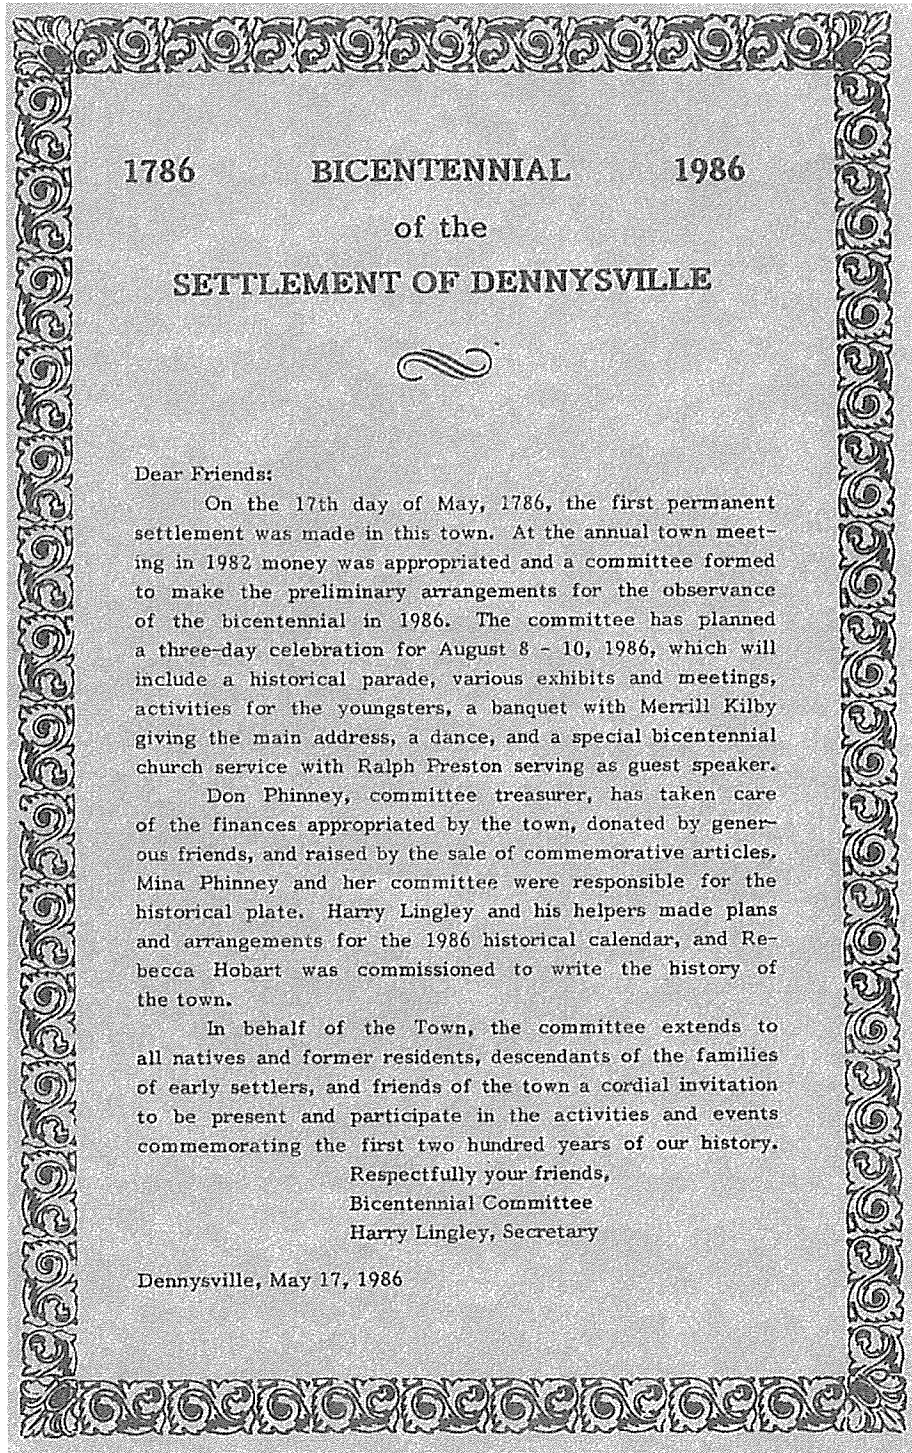 1786 BICENTENNIAL 1986
of the
SETTLEMENT OF DENNYSVILLE
Dear Friends:
On the 17th day of May, 1786, the first permanent
settlement was made in this town. At the annual town meet-
ing in 1982 money was appropriated and a committee formed
to make the preliminary arrangements for the observance
of the bicentennial in 1986. The committee has planned
a three-day celebration for August 8 - 10, 1986, which will
include a historical parade, various exhibits and meetings,
activities for the youngsters, a banquet with Merrill Kilby
giving the main address, a dance, and a special bicentennial
church service with Ralph Preston serving as guest speaker.
Don Phinney, committee treasurer, has taken care
of the finances appropriated by the town, donated by gener-
ous friends, and raised by the sale of commemorative articles.
Mina Phinney and her committee were responsible for the
historical plate. Harry Lingley and his helpers made plans
and arrangements for the 1986 historical calendar, and Re-
becca Hobart was commissioned to write the history of
the town.
In behalf of the Town, the committee extends to
all natives and former residents, descendants of the families
of early settlers, and friends of the town a cordial invitation
to be present and participate in the activities and events
commemorating the first two hundred years of our history.
Respectfully your friends,
Bicentennial Committee
Harry Lingley, Secretary
Dennysville, May 17, 1986